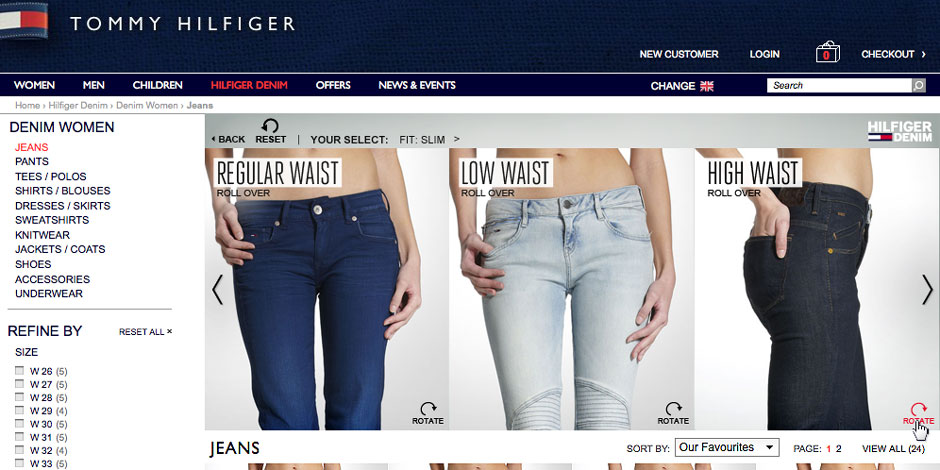 TOMMY HILFIGER
NEW CUSTOMER LOGIN 0 CHECKOUT ›
WOMEN MEN CHILDREN HILFIGER DENIM OFFERS NEWS & EVENTS CHANGE Search
Home › Hilfiger Denim › Denim Women › Jeans
DENIM WOMEN
JEANS
PANTS
TEES / POLOS
SHIRTS / BLOUSES
DRESSES / SKIRTS
SWEATSHIRTS
KNITWEAR
JACKETS / COATS
SHOES
ACCESSORIES
UNDERWEAR
REFINE BY RESET ALL ×
SIZE
W 26 (5)
W 27 (5)
W 28 (5)
W 29 (4)
W 30 (5)
W 31 (5)
W 32 (4)
W 33 (5)
BACK RESET | YOUR SELECT: FIT: SLIM >
HILFIGER
DENIM
REGULAR WAIST
ROLL OVER
ROTATE
LOW WAIST
ROLL OVER
ROTATE
HIGH WAIST
ROLL OVER
ROTATE
JEANS SORT BY: Our Favourites PAGE: 1 2 VIEW ALL (24)